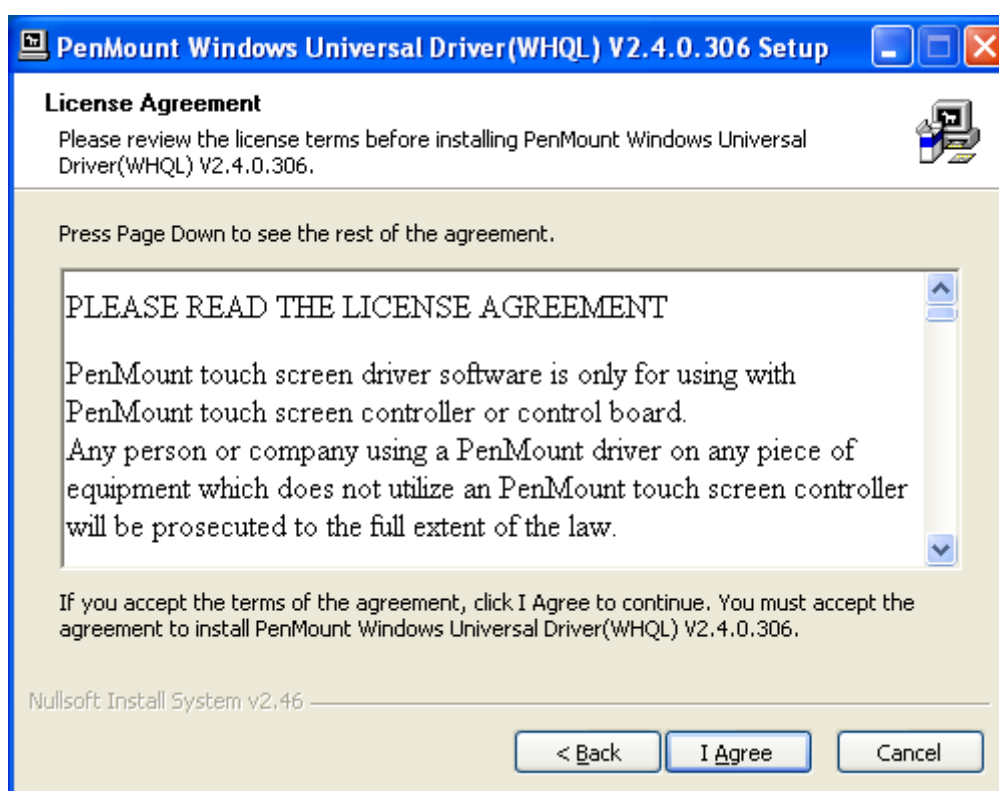 PenMount Windows Universal Driver(WHQL) V2.4.0.306 Setup
License Agreement
Please review the license terms before installing PenMount Windows Universal
Driver(WHQL) V2.4.0.306.
Press Page Down to see the rest of the agreement.
PLEASE READ THE LICENSE AGREEMENT
PenMount touch screen driver software is only for using with
PenMount touch screen controller or control board.
Any person or company using a PenMount driver on any piece of
equipment which does not utilize an PenMount touch screen controller
will be prosecuted to the full extent of the law.
If you accept the terms of the agreement, click I Agree to continue. You must accept the
agreement to install PenMount Windows Universal Driver(WHQL) V2.4.0.306.
Nullsoft Install System v2.46
< Back I Agree Cancel